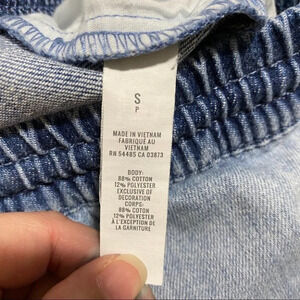 S
P
MADE IN VIETNAM
FABRIQUÉ AU
VIETNAM
RN 54485 CA 03873
BODY:
88% COTTON
12% POLYESTER
EXCLUSIVE OF
DECORATION
CORPS:
88% COTON
12% POLYESTER
À L'EXCEPTION DE
LA GARNITURE